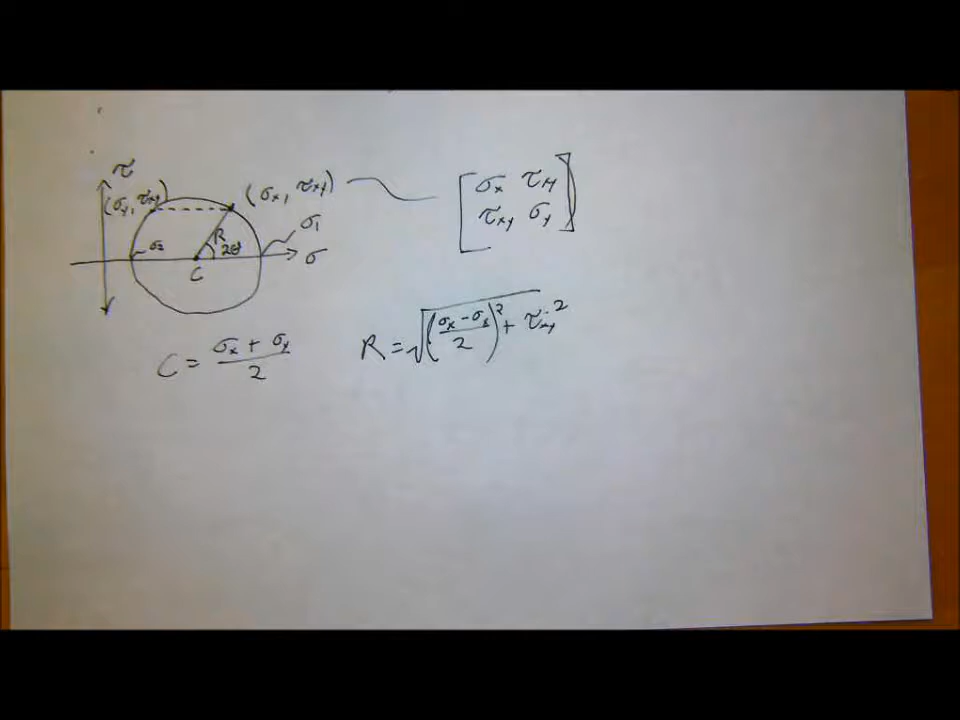 τ
(σy, τxy) (σx, τxy)
[σx τxy
τxy σy]
σ1
R
2θ
σ2
σ
C
C = (σx + σy)/2
R = √(((σx - σy)/2)² + τxy²)